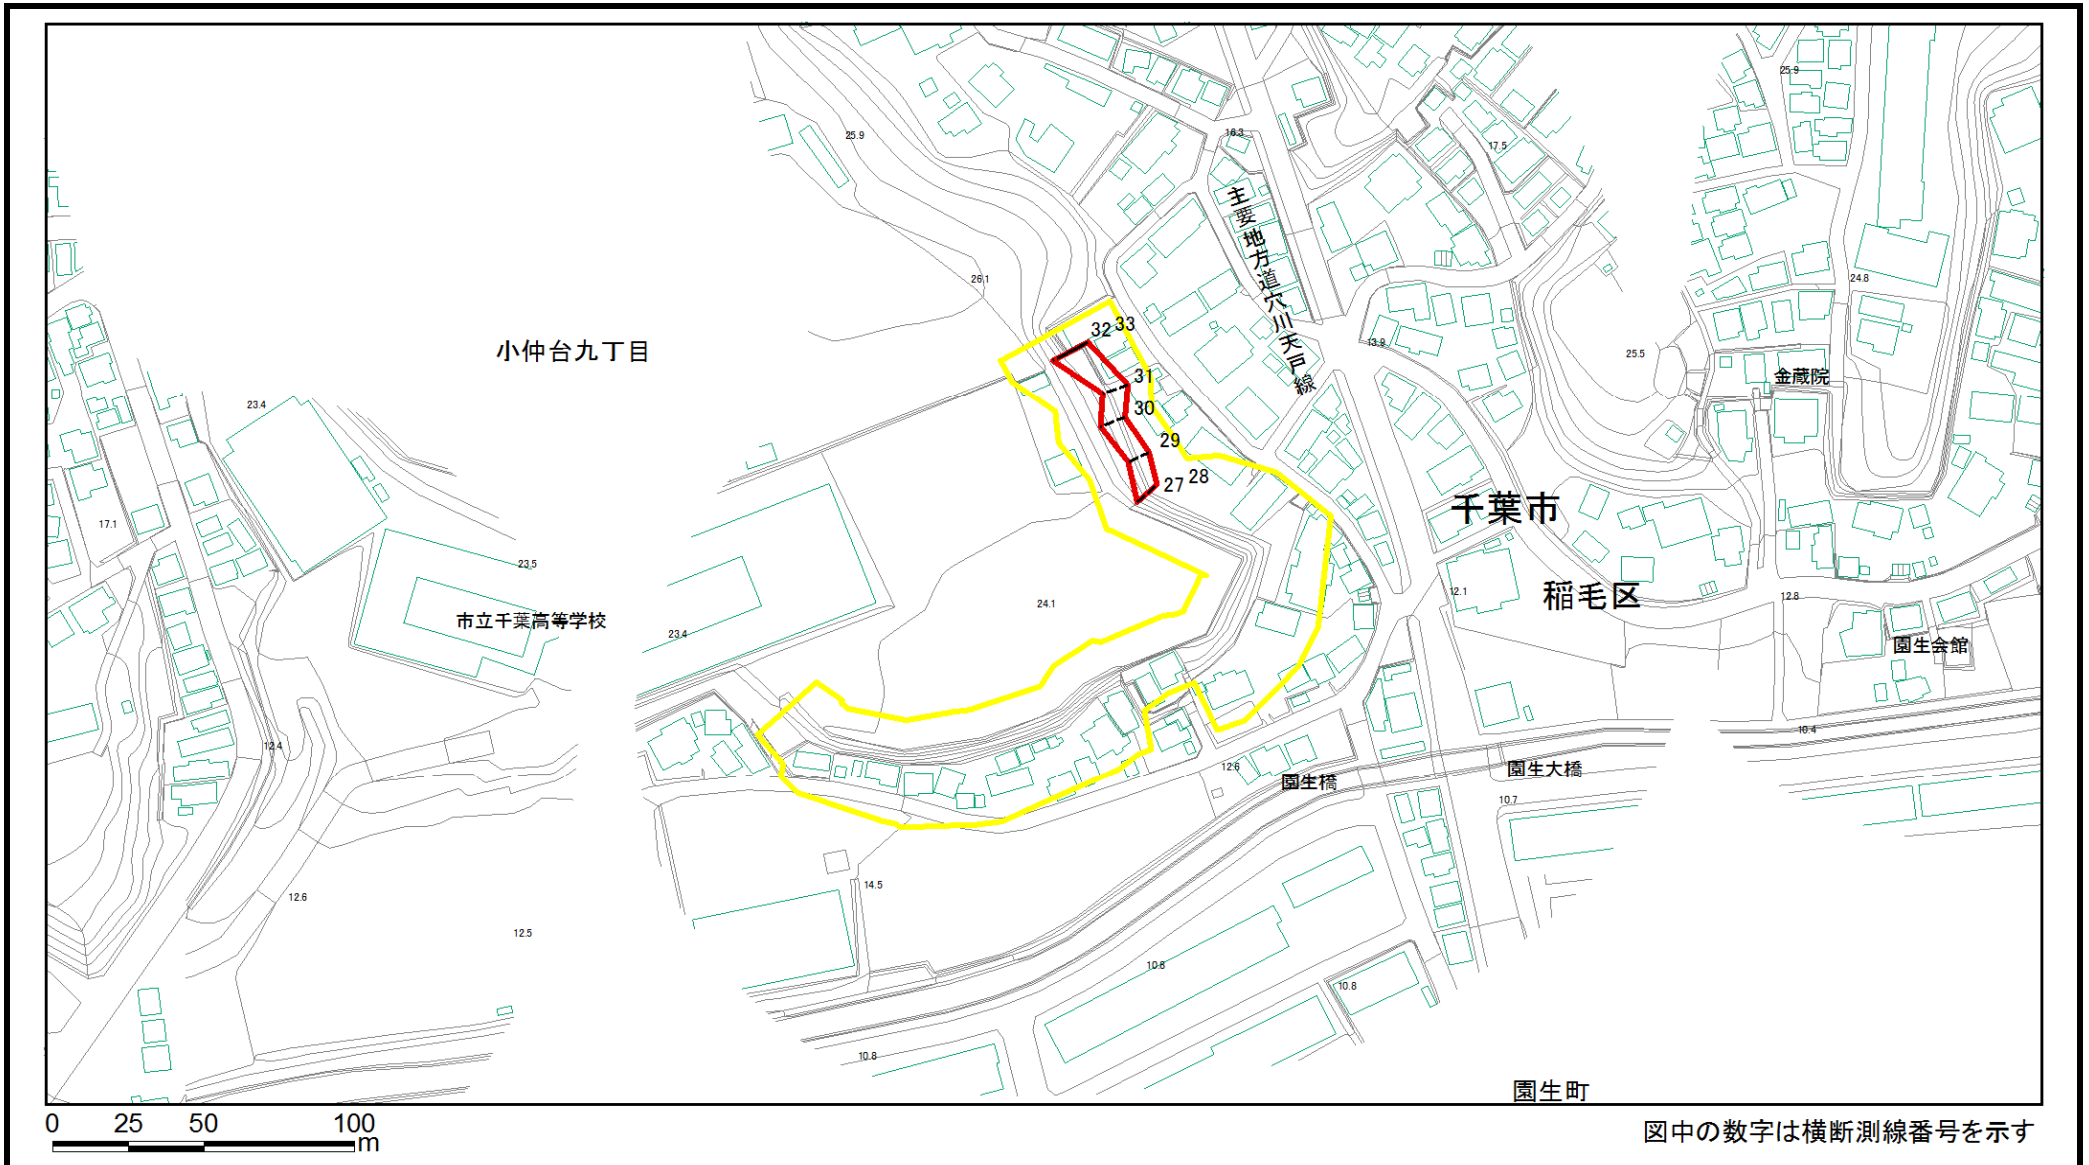 25.9
25.9
16.3
17.5
主要地方道穴川天戸線
26.1
24.8
32 33
小仲台九丁目
13.9
25.5
31
金蔵院
23.4
30
29
27 28
千葉市
17.1
23.5
稲毛区
12.1
12.8
24.1
市立千葉高等学校
23.4
園生会館
12.4
10.4
12.6
園生橋
園生大橋
10.7
14.5
12.6
12.5
10.8
10.8
10.8
園生町
0 25 50 100
m
図中の数字は横断測線番号を示す